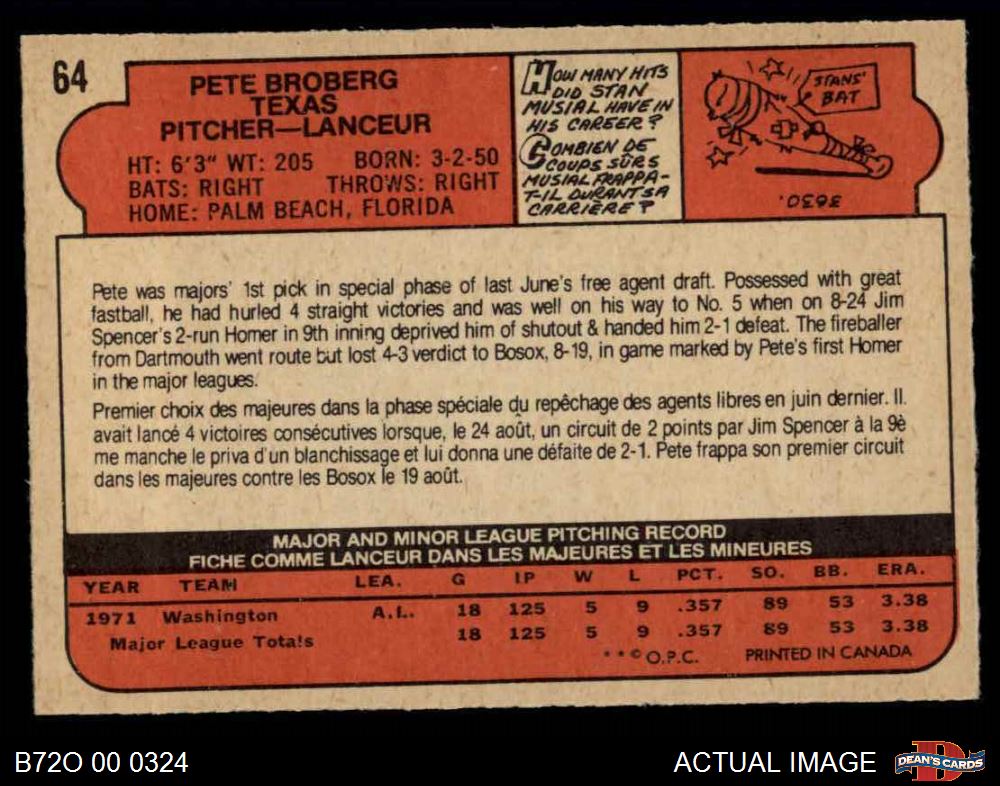 64
PETE BROBERG
TEXAS
PITCHER—LANCEUR
HT: 6'3" WT: 205 BORN: 3-2-50
BATS: RIGHT THROWS: RIGHT
HOME: PALM BEACH, FLORIDA
HOW MANY HITS
DID STAN
MUSIAL HAVE IN
HIS CAREER?
COMBIEN DE
COUPS SÛRS
MUSIAL FRAPPA-
T-IL DURANT SA
CARRIÈRE?
STANS'
BAT
'0E9E
Pete was majors' 1st pick in special phase of last June's free agent draft. Possessed with great
fastball, he had hurled 4 straight victories and was well on his way to No. 5 when on 8-24 Jim
Spencer's 2-run Homer in 9th inning deprived him of shutout & handed him 2-1 defeat. The fireballer
from Dartmouth went route but lost 4-3 verdict to Bosox, 8-19, in game marked by Pete's first Homer
in the major leagues.
Premier choix des majeures dans la phase spéciale du repêchage des agents libres en juin dernier. Il.
avait lancé 4 victoires consécutives lorsque, le 24 août, un circuit de 2 points par Jim Spencer à la 9è
me manche le priva d'un blanchissage et lui donna une défaite de 2-1. Pete frappa son premier circuit
dans les majeures contre les Bosox le 19 août.
MAJOR AND MINOR LEAGUE PITCHING RECORD
FICHE COMME LANCEUR DANS LES MAJEURES ET LES MINEURES
YEAR TEAM LEA. G IP W L PCT. SO. BB. ERA.
1971 Washington A.L. 18 125 5 9 .357 89 53 3.38
Major League Totals 18 125 5 9 .357 89 53 3.38
* * © O.P.C. PRINTED IN CANADA
B72O 00 0324
ACTUAL IMAGE
D
DEAN'S CARDS